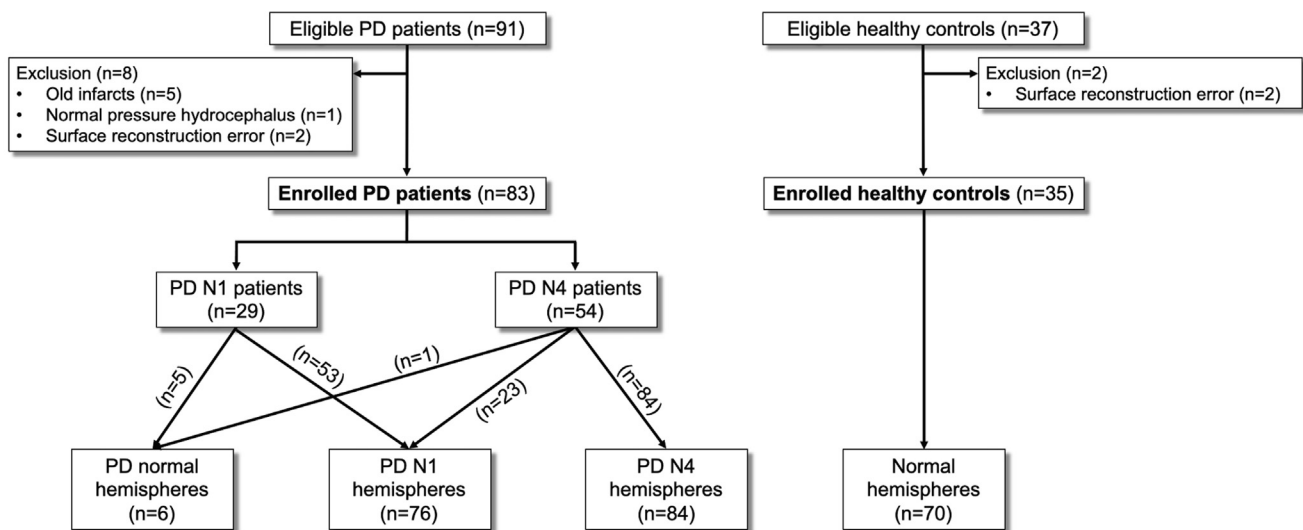 Eligible PD patients (n=91)
Eligible healthy controls (n=37)
Exclusion (n=8)
• Old infarcts (n=5)
• Normal pressure hydrocephalus (n=1)
• Surface reconstruction error (n=2)
Exclusion (n=2)
• Surface reconstruction error (n=2)
Enrolled PD patients (n=83)
Enrolled healthy controls (n=35)
PD N1 patients
(n=29)
PD N4 patients
(n=54)
(n=5)
(n=53)
(n=1)
(n=23)
(n=84)
PD normal
hemispheres
(n=6)
PD N1
hemispheres
(n=76)
PD N4
hemispheres
(n=84)
Normal
hemispheres
(n=70)